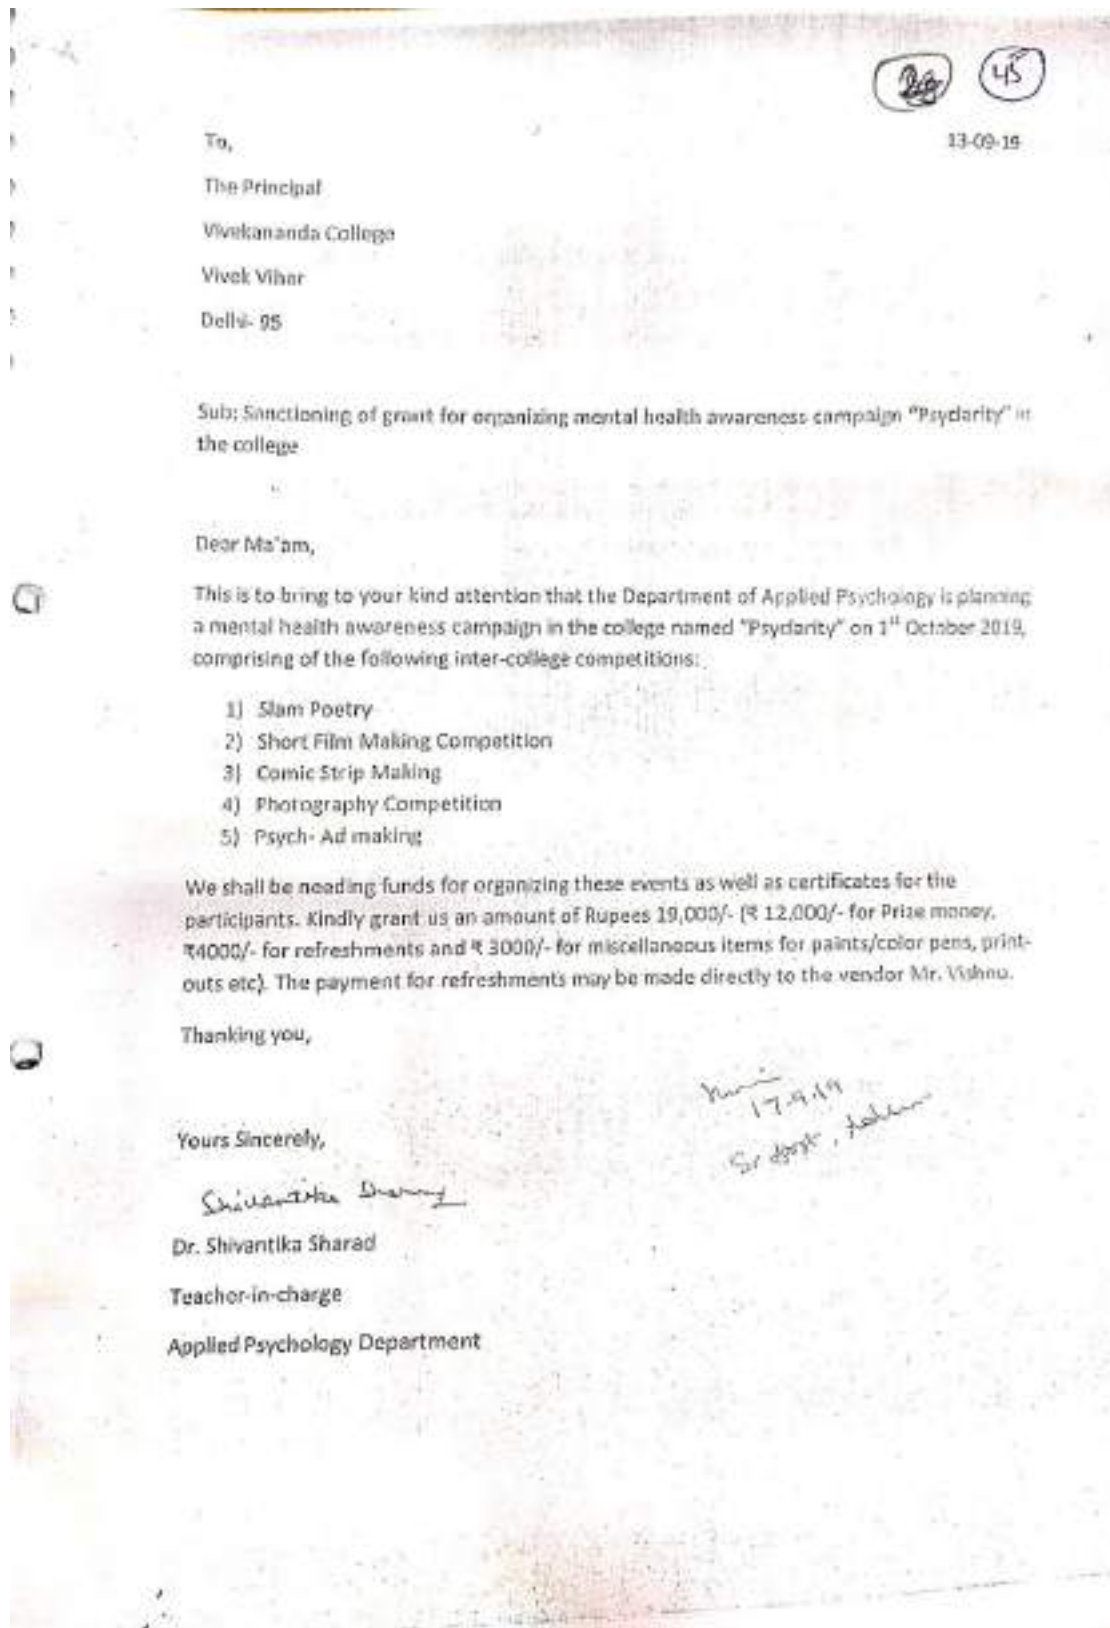 45
13-09-19
To,
The Principal
Vivekananda College
Vivek Vihar
Delhi- 95
Sub: Sanctioning of grant for organizing mental health awareness campaign "Psyclarity" in
the college
Dear Ma'am,
This is to bring to your kind attention that the Department of Applied Psychology is planning
a mental health awareness campaign in the college named "Psyclarity" on 1st October 2019,
comprising of the following inter-college competitions:
1) Slam Poetry
2) Short Film Making Competition
3) Comic Strip Making
4) Photography Competition
5) Psych- Ad making
We shall be needing funds for organizing these events as well as certificates for the
participants. Kindly grant us an amount of Rupees 19,000/- (₹ 12,000/- for Prize money,
₹4000/- for refreshments and ₹ 3000/- for miscellaneous items for paints/color pens, print-
outs etc). The payment for refreshments may be made directly to the vendor Mr. Vishnu.
Thanking you,
17.9.19
Yours Sincerely,
Shivantika Sharad
Dr. Shivantika Sharad
Teacher-in-charge
Applied Psychology Department